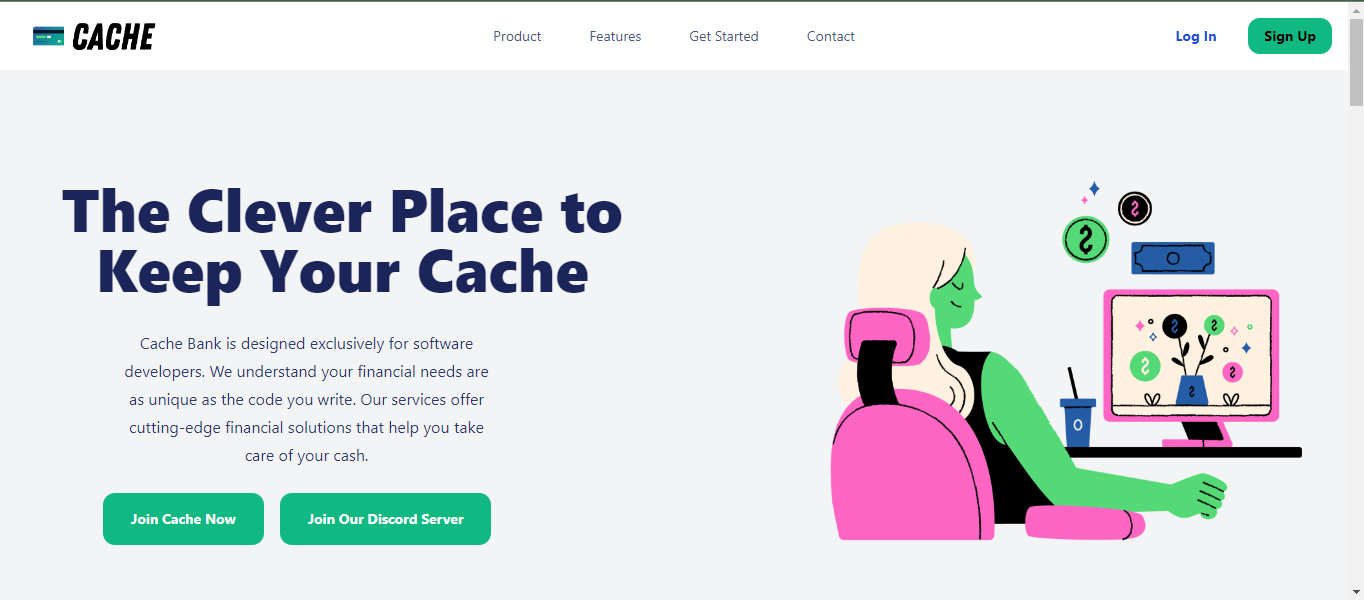 CACHE
Product
Features
Get Started
Contact
Log In
Sign Up
The Clever Place to
Keep Your Cache
Cache Bank is designed exclusively for software
developers. We understand your financial needs are
as unique as the code you write. Our services offer
cutting-edge financial solutions that help you take
care of your cash.
Join Cache Now
Join Our Discord Server